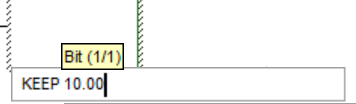 Bit (1/1)
KEEP 10.00